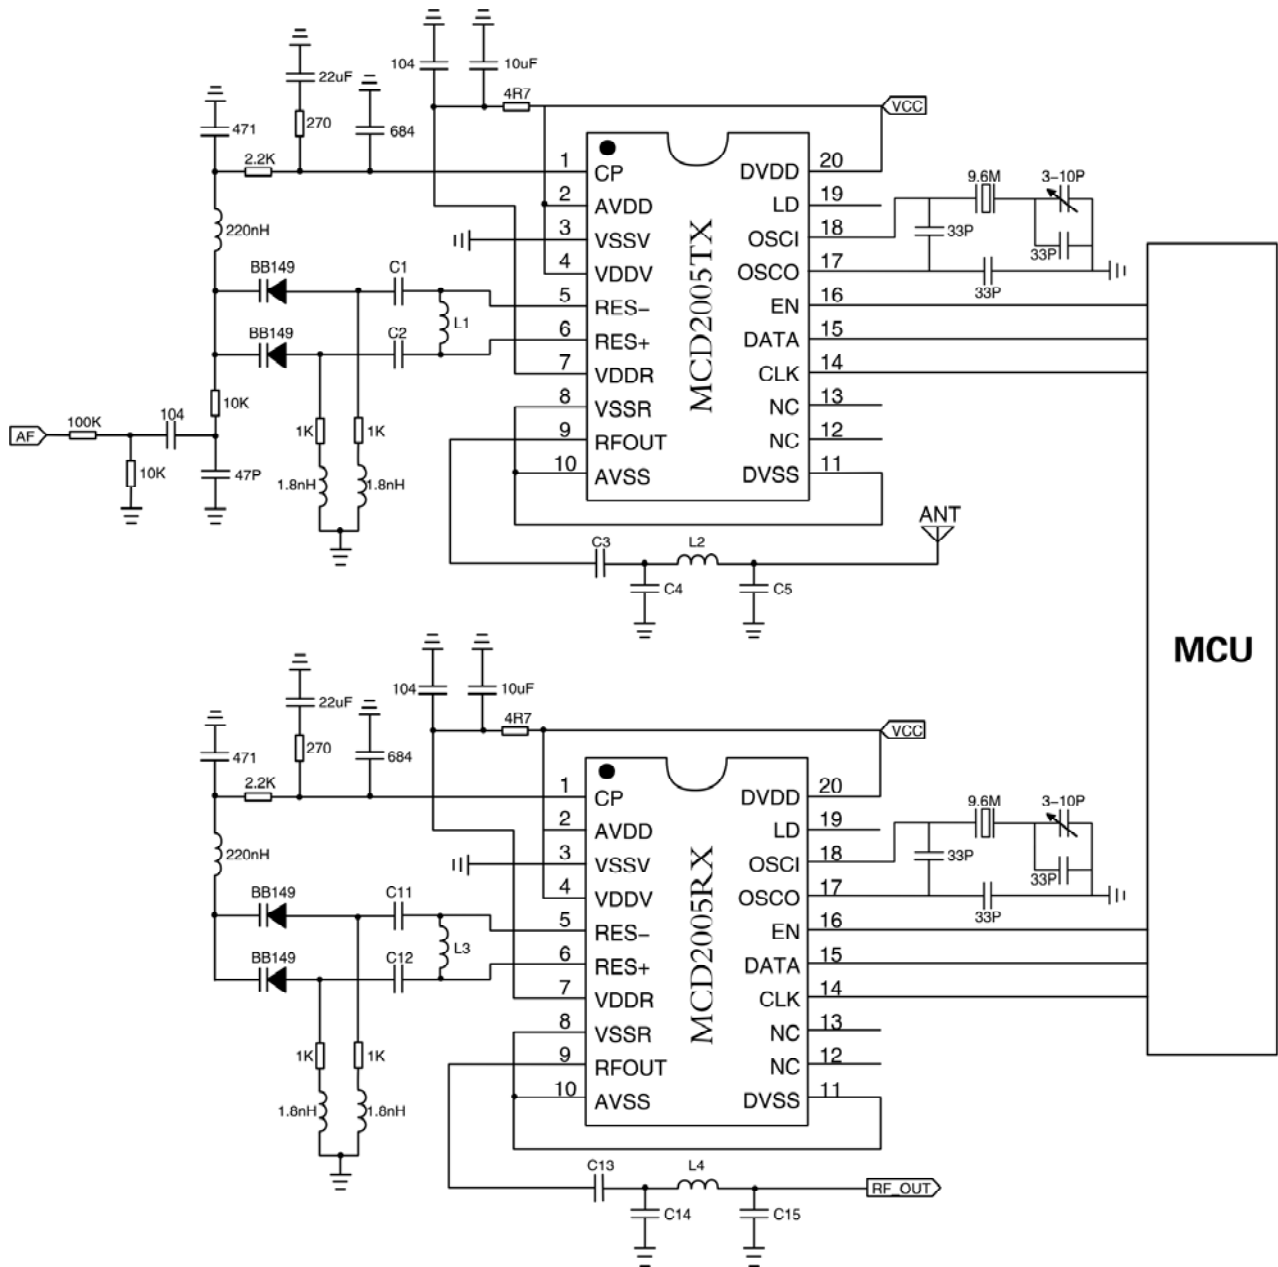 104
10uF
22uF
4R7
VCC
471
270
684
2.2K
1
CP
DVDD
20
9.6M
3-10P
2
AVDD
LD
19
220nH
3
VSSV
OSCI
18
33P
33P
4
VDDV
OSCO
17
33P
BB149
C1
5
RES-
EN
16
L1
BB149
C2
6
RES+
DATA
15
7
VDDR
CLK
14
MCD2005TX
10K
8
VSSR
NC
13
AF
100K
104
1K
1K
9
RFOUT
NC
12
10K
47P
1.8nH
1.8nH
10
AVSS
DVSS
11
ANT
C3
L2
C4
C5
MCU
104
10uF
22uF
4R7
VCC
471
270
684
2.2K
1
CP
DVDD
20
9.6M
3-10P
2
AVDD
LD
19
220nH
3
VSSV
OSCI
18
33P
33P
4
VDDV
OSCO
17
33P
BB149
C11
5
RES-
EN
16
L3
BB149
C12
6
RES+
DATA
15
7
VDDR
CLK
14
MCD2005RX
8
VSSR
NC
13
1K
1K
9
RFOUT
NC
12
1.8nH
1.8nH
10
AVSS
DVSS
11
C13
L4
RF_OUT
C14
C15